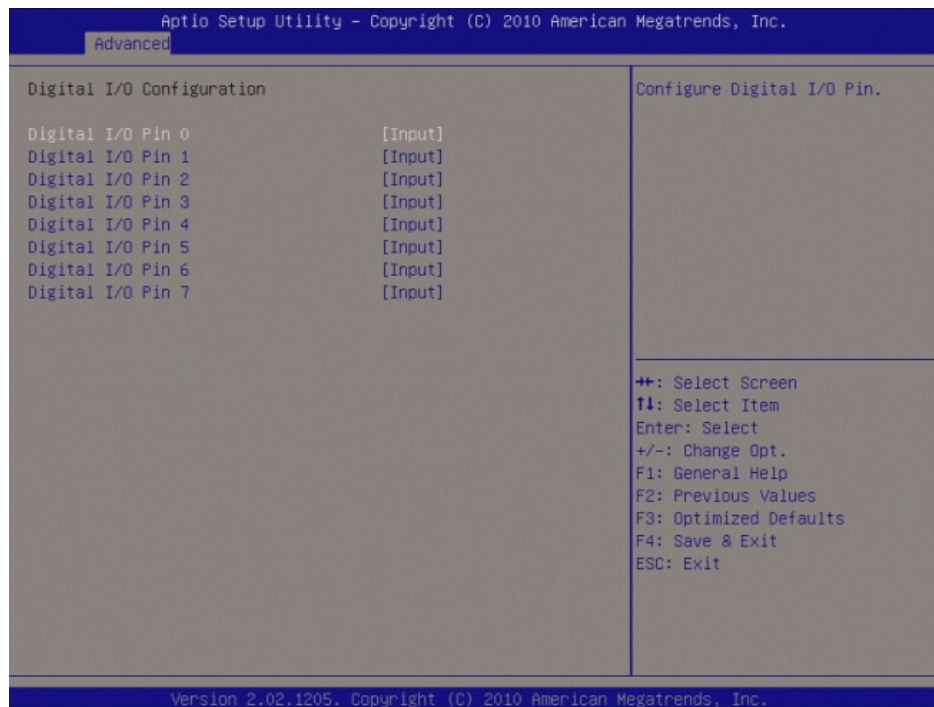 Aptio Setup Utility – Copyright (C) 2010 American Megatrends, Inc.
Advanced
Digital I/O Configuration
Digital I/O Pin 0 [Input]
Digital I/O Pin 1 [Input]
Digital I/O Pin 2 [Input]
Digital I/O Pin 3 [Input]
Digital I/O Pin 4 [Input]
Digital I/O Pin 5 [Input]
Digital I/O Pin 6 [Input]
Digital I/O Pin 7 [Input]
Configure Digital I/O Pin.
→←: Select Screen
↑↓: Select Item
Enter: Select
+/-: Change Opt.
F1: General Help
F2: Previous Values
F3: Optimized Defaults
F4: Save & Exit
ESC: Exit
Version 2.02.1205. Copyright (C) 2010 American Megatrends, Inc.